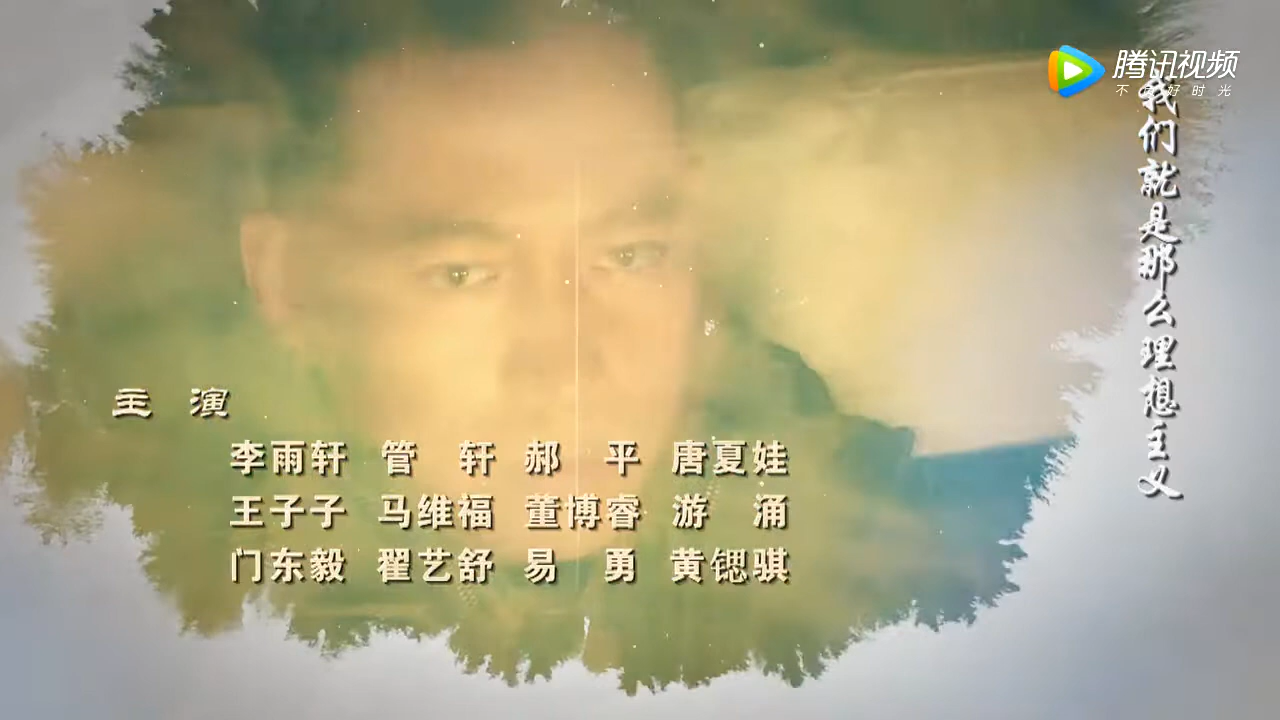 腾讯视频
不负好时光
我们就是那么理想主义
主 演
李雨轩 管 轩 郝 平 唐夏娃
王子子 马维福 董博睿 游 涌
门东毅 翟艺舒 易 勇 黄锶骐